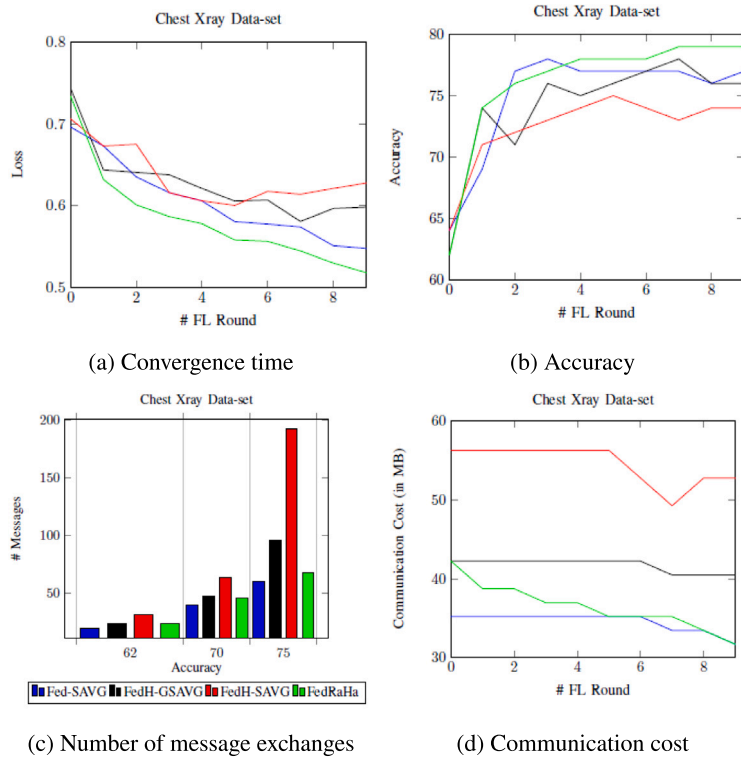 Chest Xray Data-set
0.8
0.7
0.6
0.5
Loss
0 2 4 6 8
# FL Round
(a) Convergence time
Chest Xray Data-set
80
75
70
65
60
Accuracy
0 2 4 6 8
# FL Round
(b) Accuracy
Chest Xray Data-set
200
150
100
50
# Messages
62 70 75
Accuracy
Fed-SAVG FedH-GSAVG FedH-SAVG FedRaHa
(c) Number of message exchanges
Chest Xray Data-set
60
50
40
30
Communication Cost (in MB)
0 2 4 6 8
# FL Round
(d) Communication cost